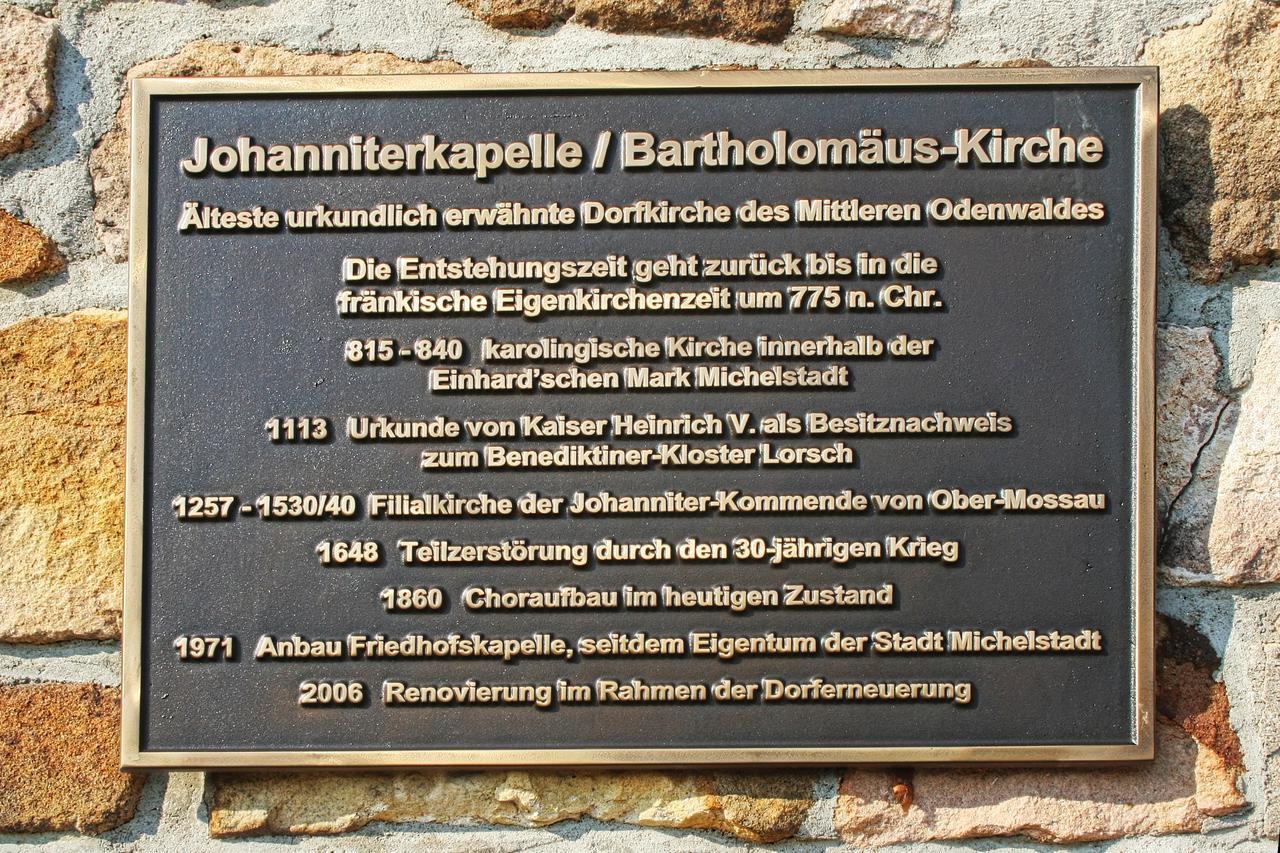 Johanniterkapelle / Bartholomäus-Kirche
Älteste urkundlich erwähnte Dorfkirche des Mittleren Odenwaldes
Die Entstehungszeit geht zurück bis in die
fränkische Eigenkirchenzeit um 775 n. Chr.
815 - 840 karolingische Kirche innerhalb der
Einhard'schen Mark Michelstadt
1113 Urkunde von Kaiser Heinrich V. als Besitznachweis
zum Benediktiner-Kloster Lorsch
1257 - 1530/40 Filialkirche der Johanniter-Kommende von Ober-Mossau
1648 Teilzerstörung durch den 30-jährigen Krieg
1860 Choraufbau im heutigen Zustand
1971 Anbau Friedhofskapelle, seitdem Eigentum der Stadt Michelstadt
2006 Renovierung im Rahmen der Dorferneuerung